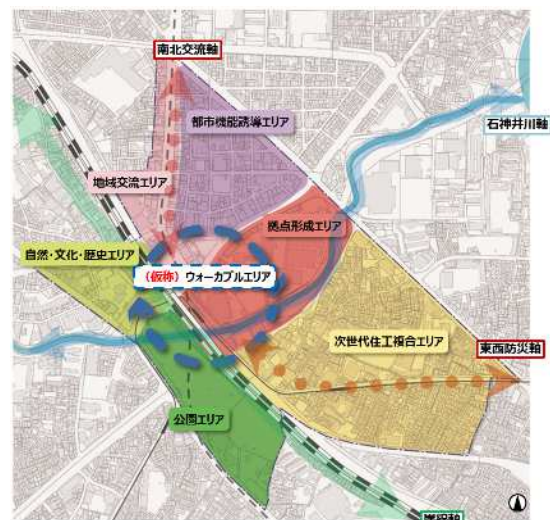 南北交流軸
都市機能誘導エリア
石神井川軸
地域交流エリア
拠点形成エリア
自然・文化・歴史エリア
（仮称）ウォーカブルエリア
次世代住工複合エリア
東西防災軸
公園エリア